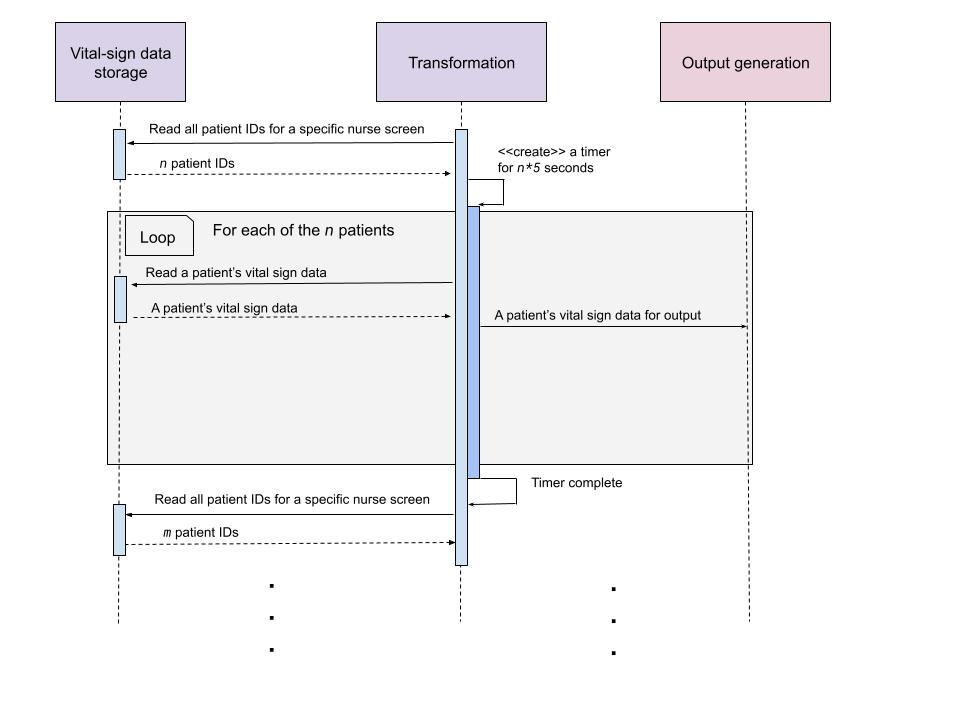 Vital-sign data
storage
Transformation
Output generation
Read all patient IDs for a specific nurse screen
n patient IDs
<<create>> a timer
for n*5 seconds
Loop
For each of the n patients
Read a patient's vital sign data
A patient's vital sign data
A patient's vital sign data for output
Timer complete
Read all patient IDs for a specific nurse screen
m patient IDs